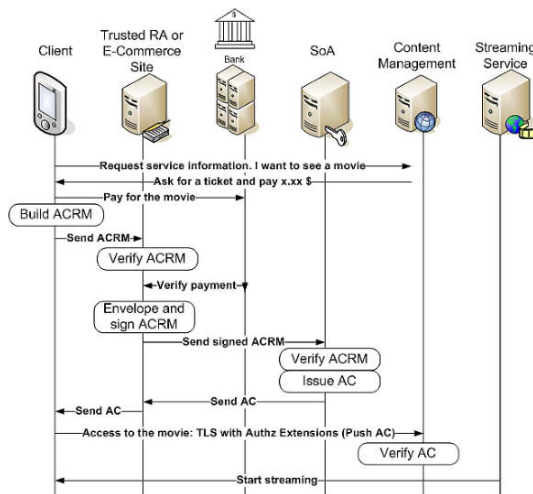 Client
Trusted RA or
E-Commerce
Site
$
Bank
SoA
Content
Management
Streaming
Service
Request service information. I want to see a movie
Ask for a ticket and pay x.xx $
Pay for the movie
Build ACRM
Send ACRM
Verify ACRM
Verify payment
Envelope and
sign ACRM
Send signed ACRM
Verify ACRM
Issue AC
Send AC
Send AC
Access to the movie: TLS with Authz Extensions (Push AC)
Verify AC
Start streaming